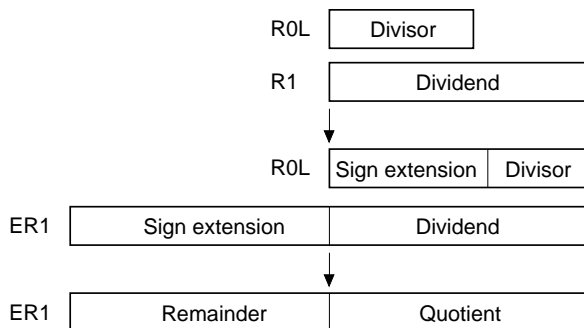 R0L Divisor
R1 Dividend
R0L Sign extension Divisor
ER1 Sign extension Dividend
ER1 Remainder Quotient